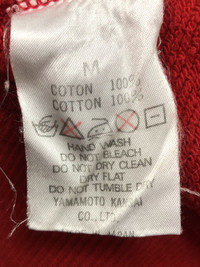 M
COTON 100%
COTTON 100%
HAND WASH
DO NOT BLEACH
DO NOT DRY CLEAN
DRY FLAT
DO NOT TUMBLE DRY
YAMAMOTO KANSAI
CO., LTD.
JAPAN